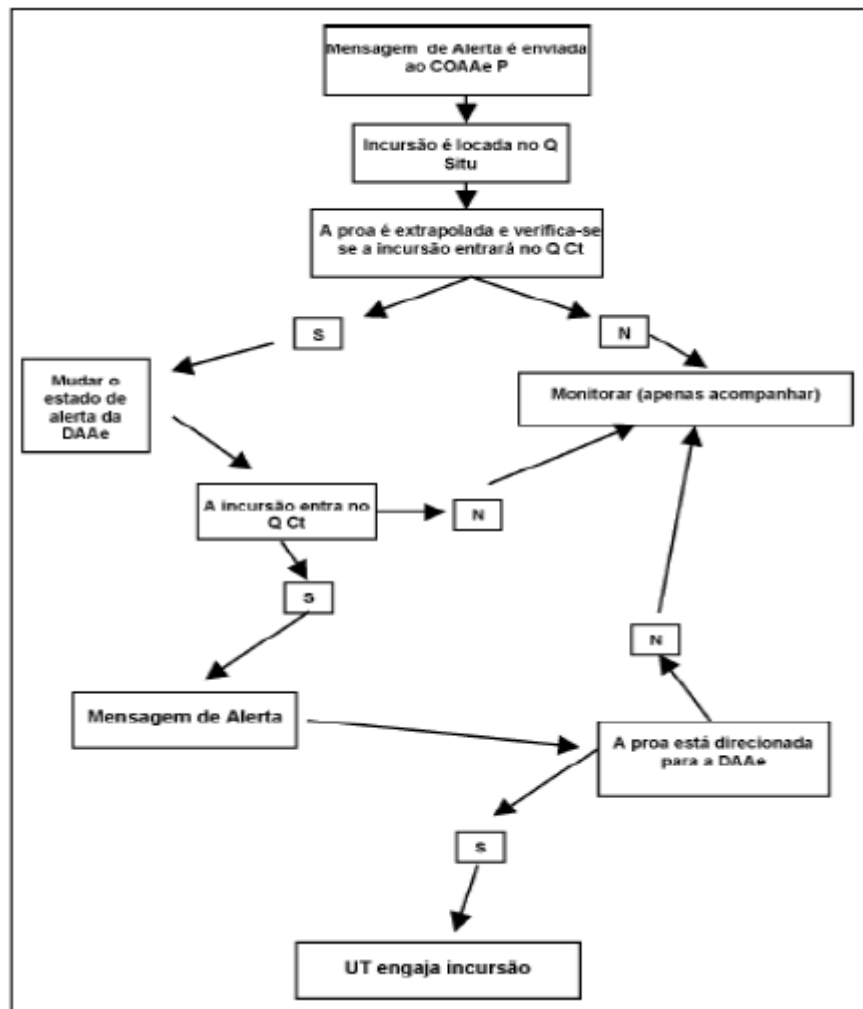 Mensagem de Alerta é enviada
ao COAAe P
Incursão é locada no Q
Situ
A proa é extrapolada e verifica-se
se a incursão entrará no Q Ct
S
N
Mudar o
estado de
alerta da
DAAe
Monitorar (apenas acompanhar)
A incursão entra no
Q Ct
N
S
N
Mensagem de Alerta
A proa está direcionada
para a DAAe
s
UT engaja incursão